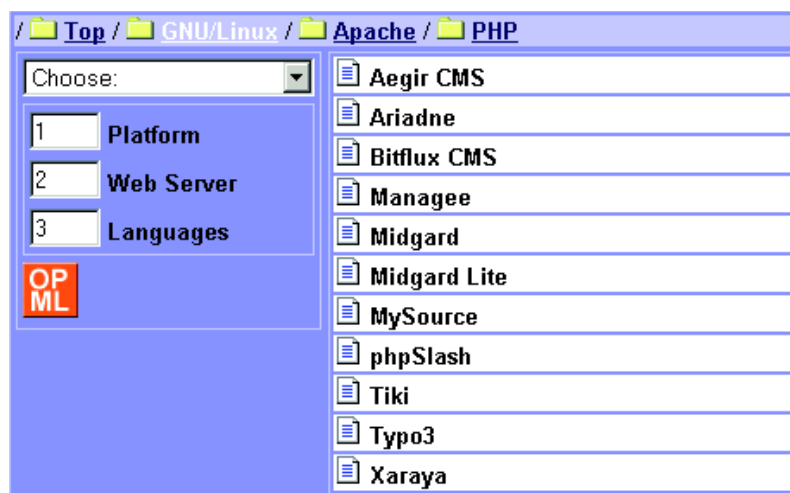 / Top / GNU/Linux / Apache / PHP
Choose:
1 Platform
2 Web Server
3 Languages
OP
ML
Aegir CMS
Ariadne
Bitflux CMS
Managee
Midgard
Midgard Lite
MySource
phpSlash
Tiki
Typo3
Xaraya